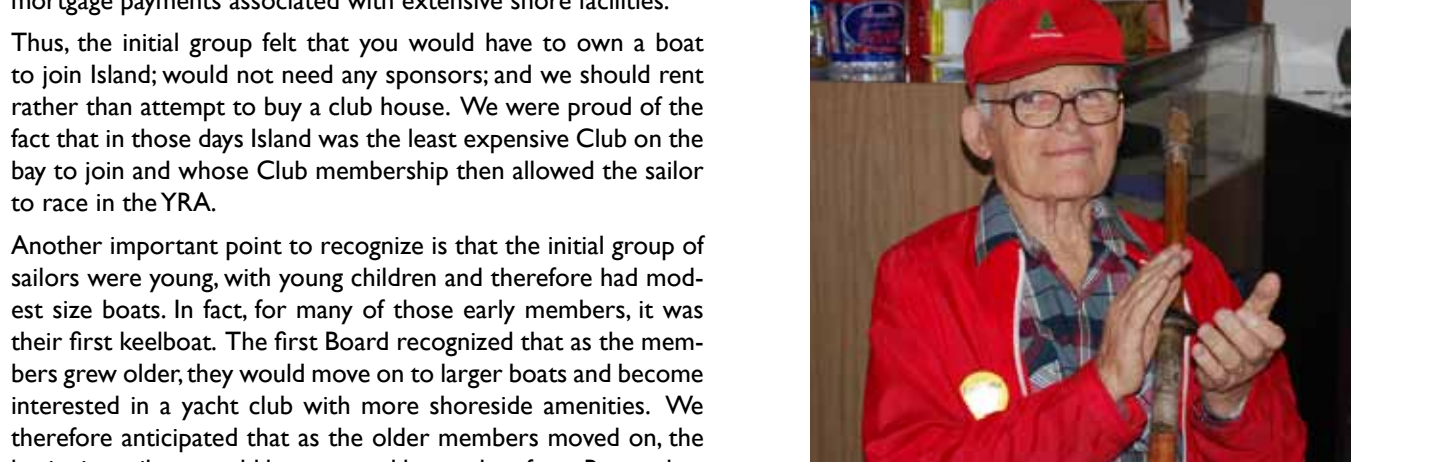 mortgage payments associated with extensive shore facilities.
Thus, the initial group felt that you would have to own a boat
to join Island; would not need any sponsors; and we should rent
rather than attempt to buy a club house. We were proud of the
fact that in those days Island was the least expensive Club on the
bay to join and whose Club membership then allowed the sailor
to race in the YRA.
Another important point to recognize is that the initial group of
sailors were young, with young children and therefore had mod-
est size boats. In fact, for many of those early members, it was
their first keelboat. The first Board recognized that as the mem-
bers grew older, they would move on to larger boats and become
interested in a yacht club with more shoreside amenities. We
therefore anticipated that as the older members moved on, the